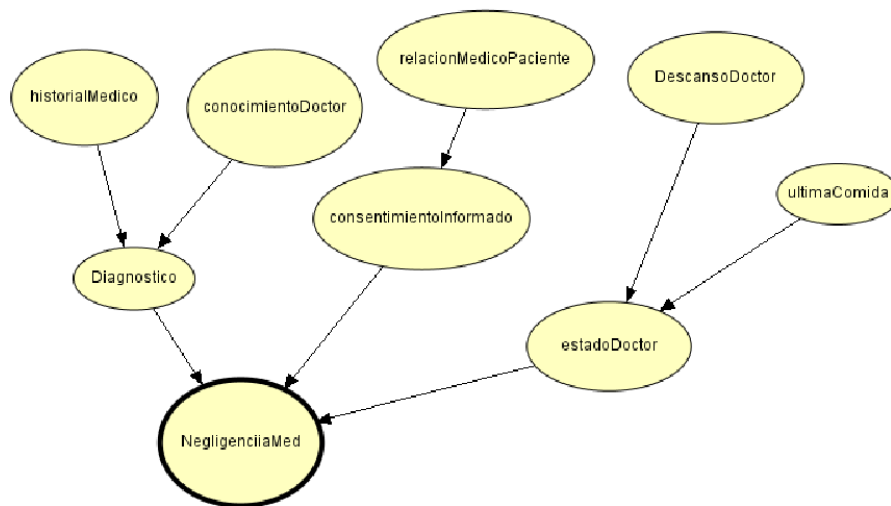 relacionMedicoPaciente
DescansoDoctor
historialMedico
conocimientoDoctor
ultimaComida
consentimientoInformado
Diagnostico
estadoDoctor
NegligenciiaMed